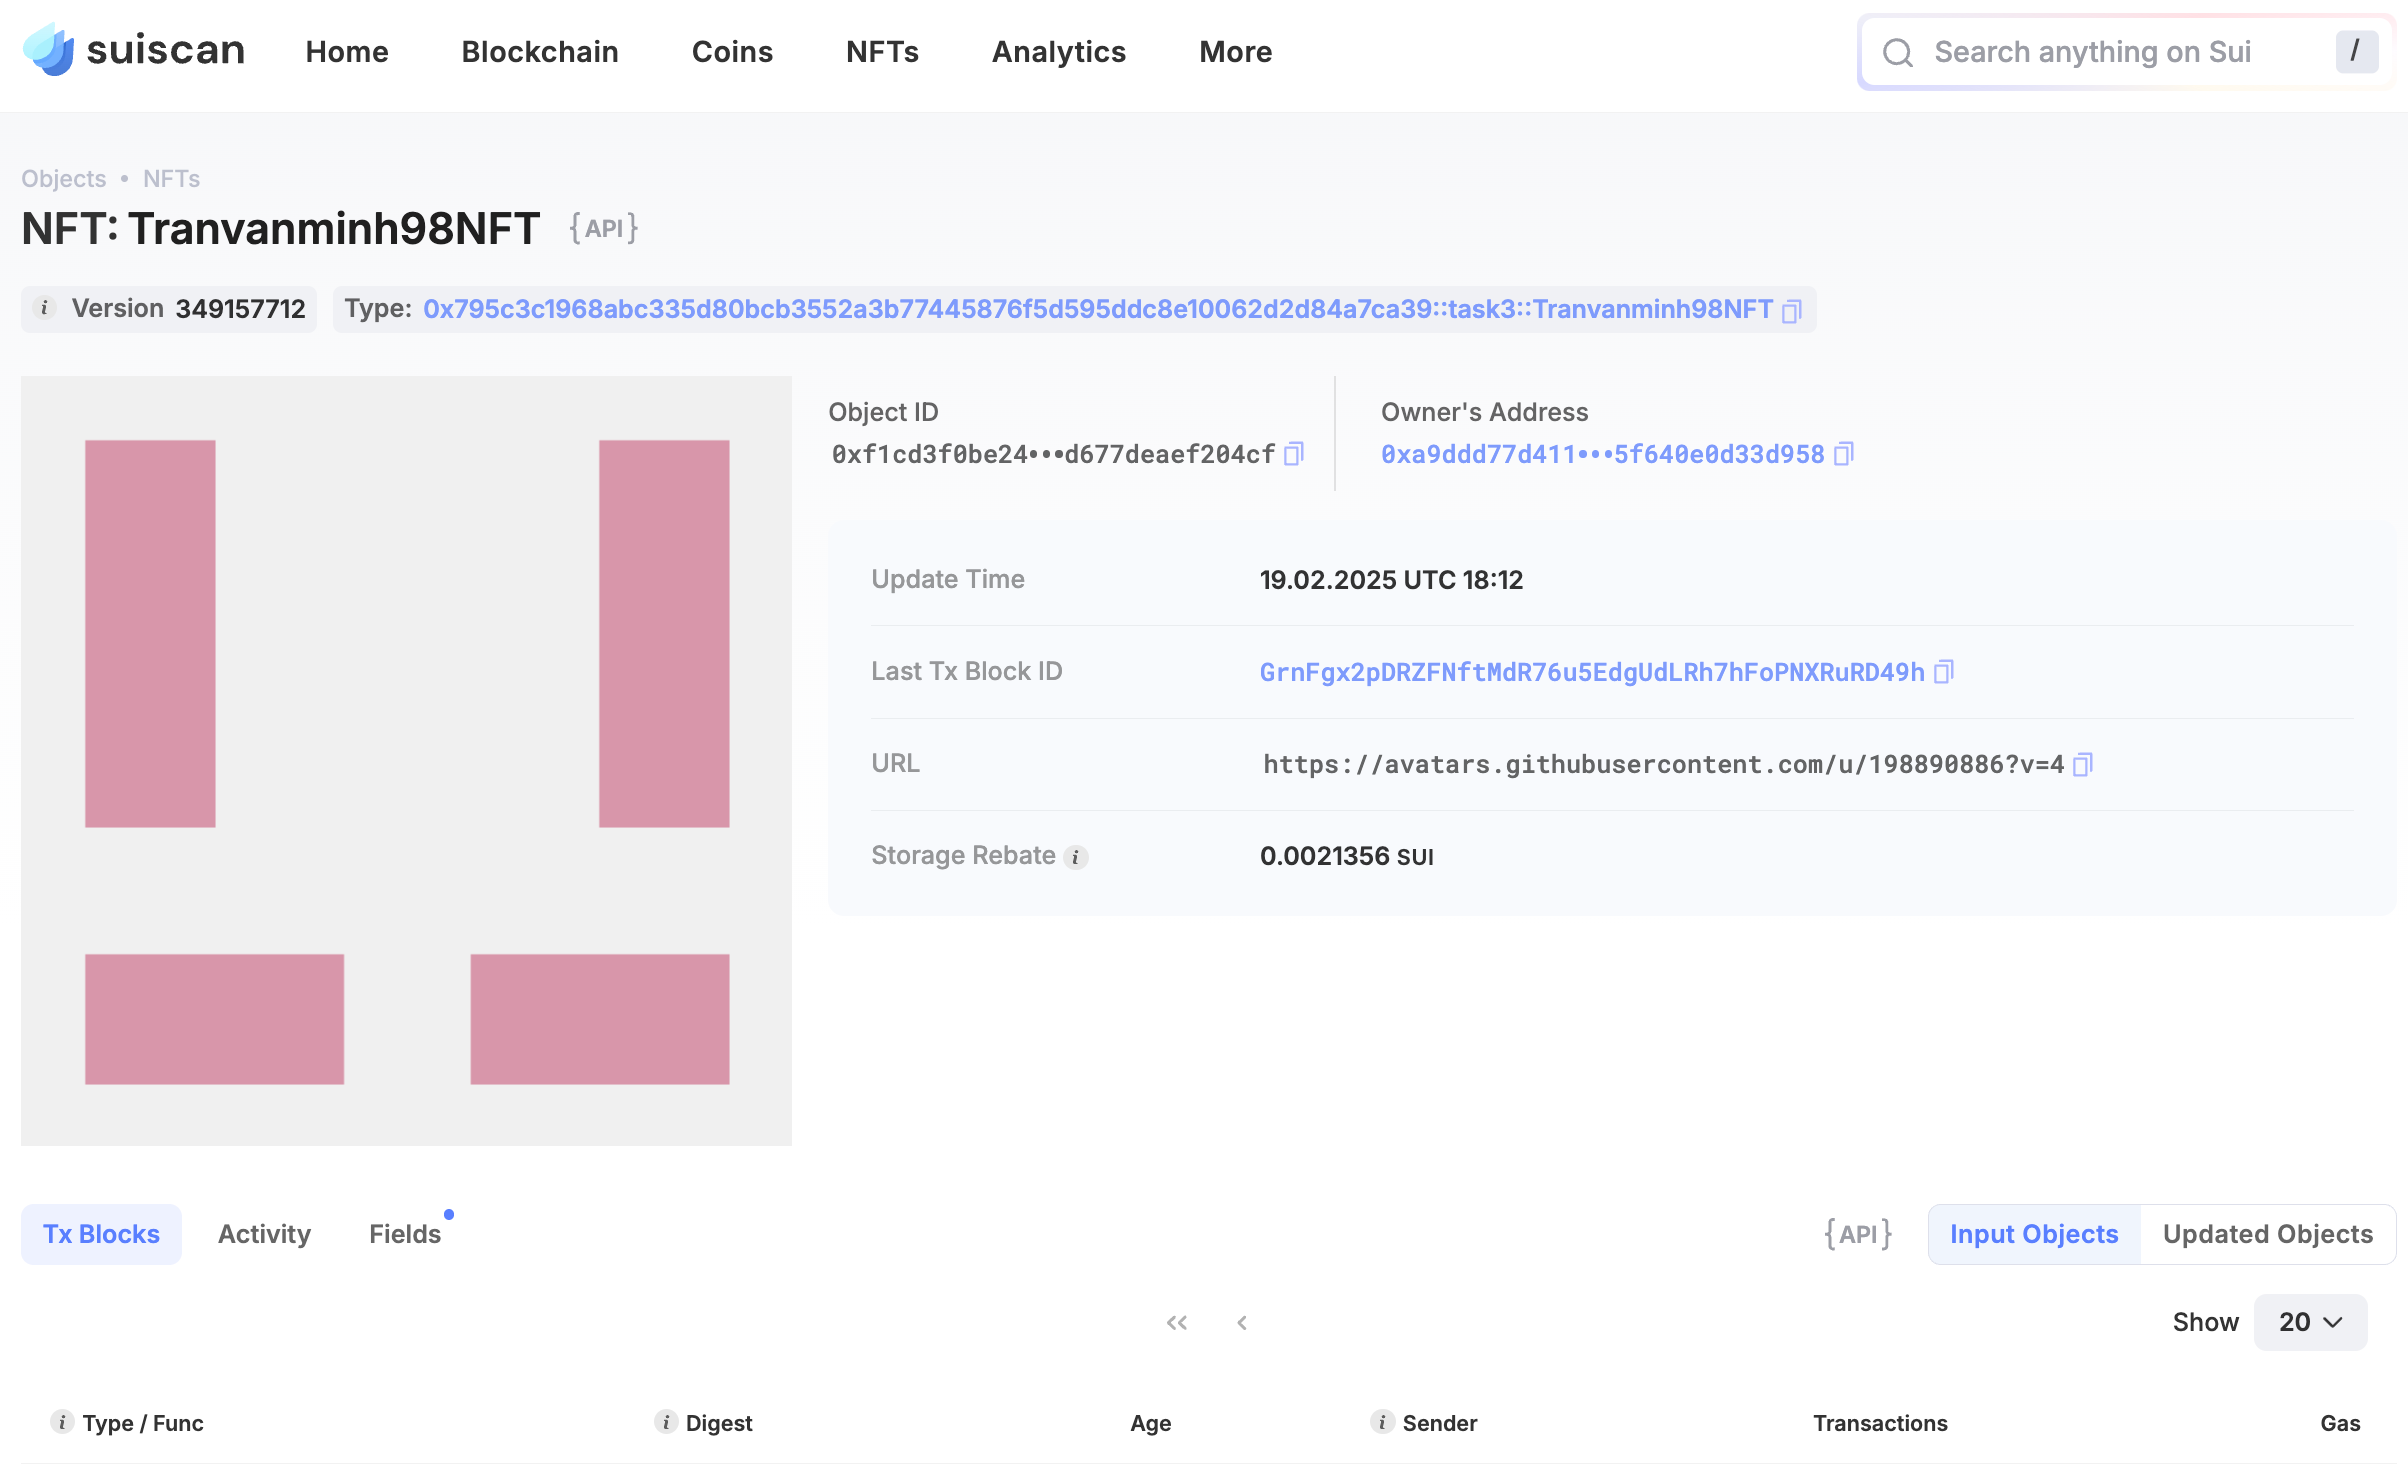 suiscan Home Blockchain Coins NFTs Analytics More Search anything on Sui /
Objects • NFTs
NFT: Tranvanminh98NFT {API}
i Version 349157712 Type: 0x795c3c1968abc335d80bcb3552a3b77445876f5d595ddc8e10062d2d84a7ca39::task3::Tranvanminh98NFT
Object ID
0xf1cd3f0be24•••d677deaef204cf
Owner's Address
0xa9ddd77d411•••5f640e0d33d958
Update Time 19.02.2025 UTC 18:12
Last Tx Block ID GrnFgx2pDRZFNftMdR76u5EdgUdLRh7hFoPNXRuRD49h
URL https://avatars.githubusercontent.com/u/198890886?v=4
Storage Rebate i 0.0021356 SUI
Tx Blocks Activity Fields {API} Input Objects Updated Objects
Show 20
i Type / Func i Digest Age i Sender Transactions Gas